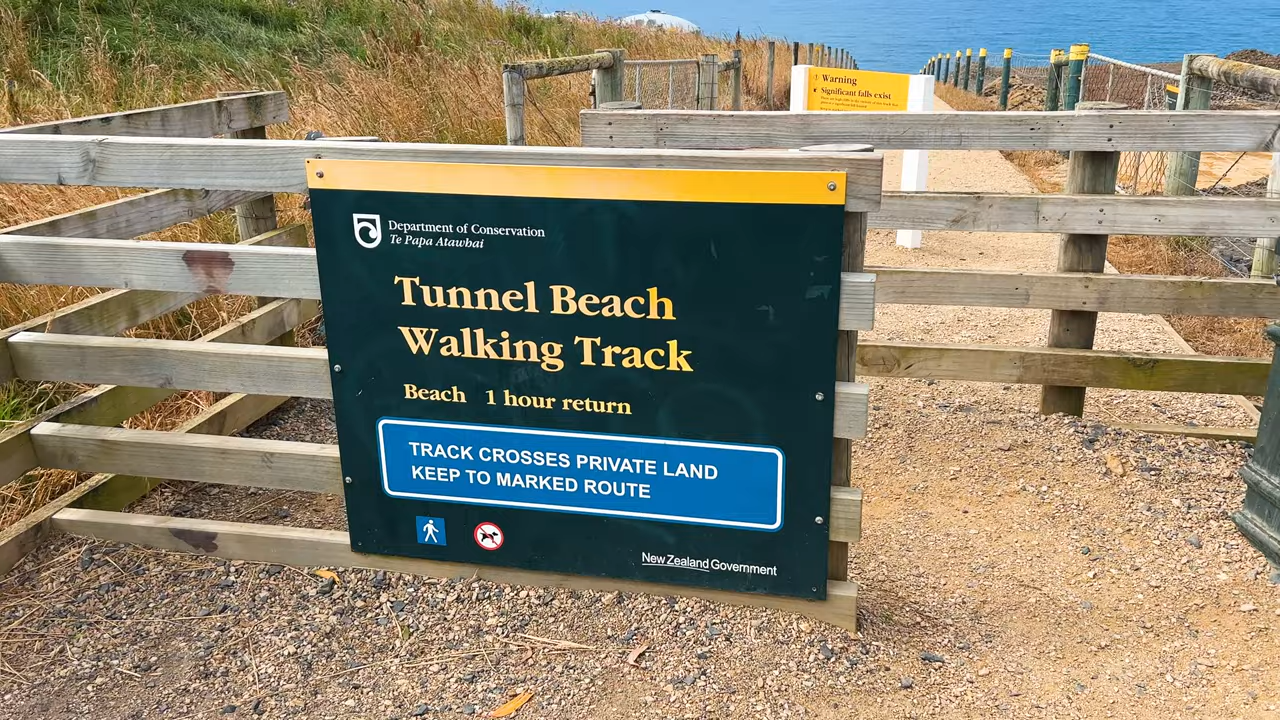 Warning
Significant falls exist
Department of Conservation
Te Papa Atawhai
Tunnel Beach
Walking Track
Beach 1 hour return
TRACK CROSSES PRIVATE LAND
KEEP TO MARKED ROUTE
New Zealand Government